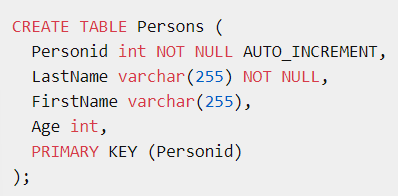 CREATE TABLE Persons (
Personid int NOT NULL AUTO_INCREMENT,
LastName varchar(255) NOT NULL,
FirstName varchar(255),
Age int,
PRIMARY KEY (Personid)
);